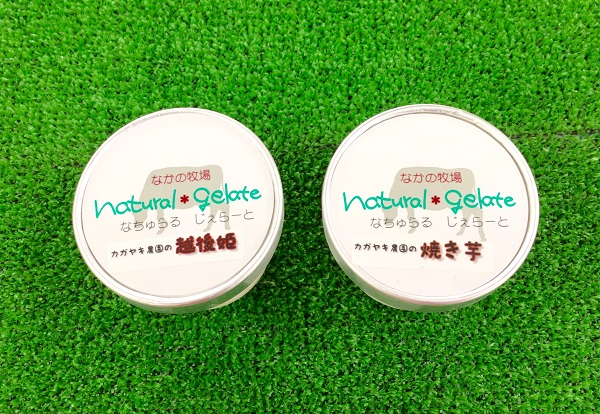 なかの牧場
natural*gelate
なちゅらる じぇらーと
カガヤキ農園の 越後姫
なかの牧場
natural*gelate
なちゅらる じぇらーと
カガヤキ農園の 焼き芋